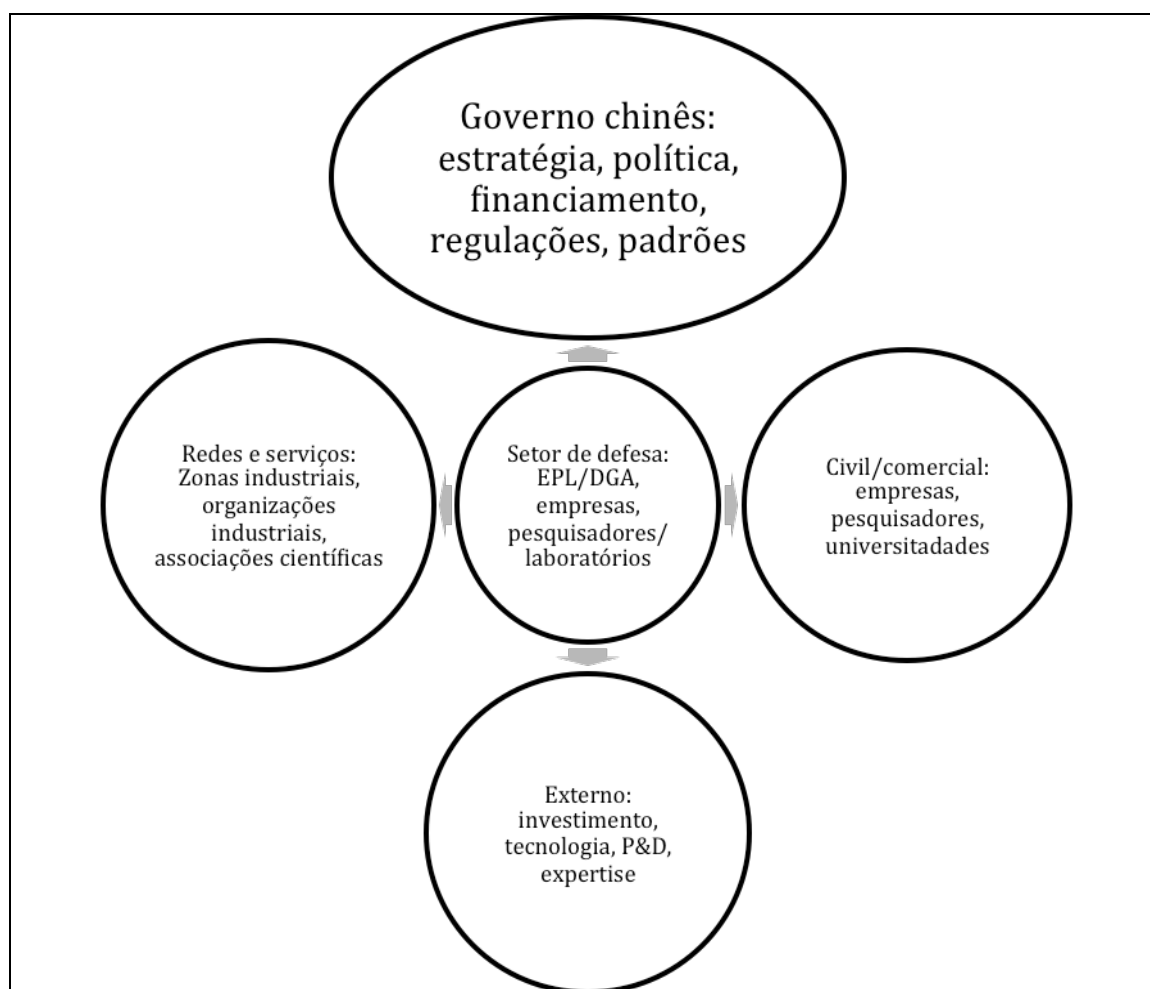 Governo chinês:
estratégia, política,
financiamento,
regulações, padrões
Redes e serviços:
Zonas industriais,
organizações
industriais,
associações científicas
Setor de defesa:
EPL/DGA,
empresas,
pesquisadores/
laboratórios
Civil/comercial:
empresas,
pesquisadores,
universitadades
Externo:
investimento,
tecnologia, P&D,
expertise